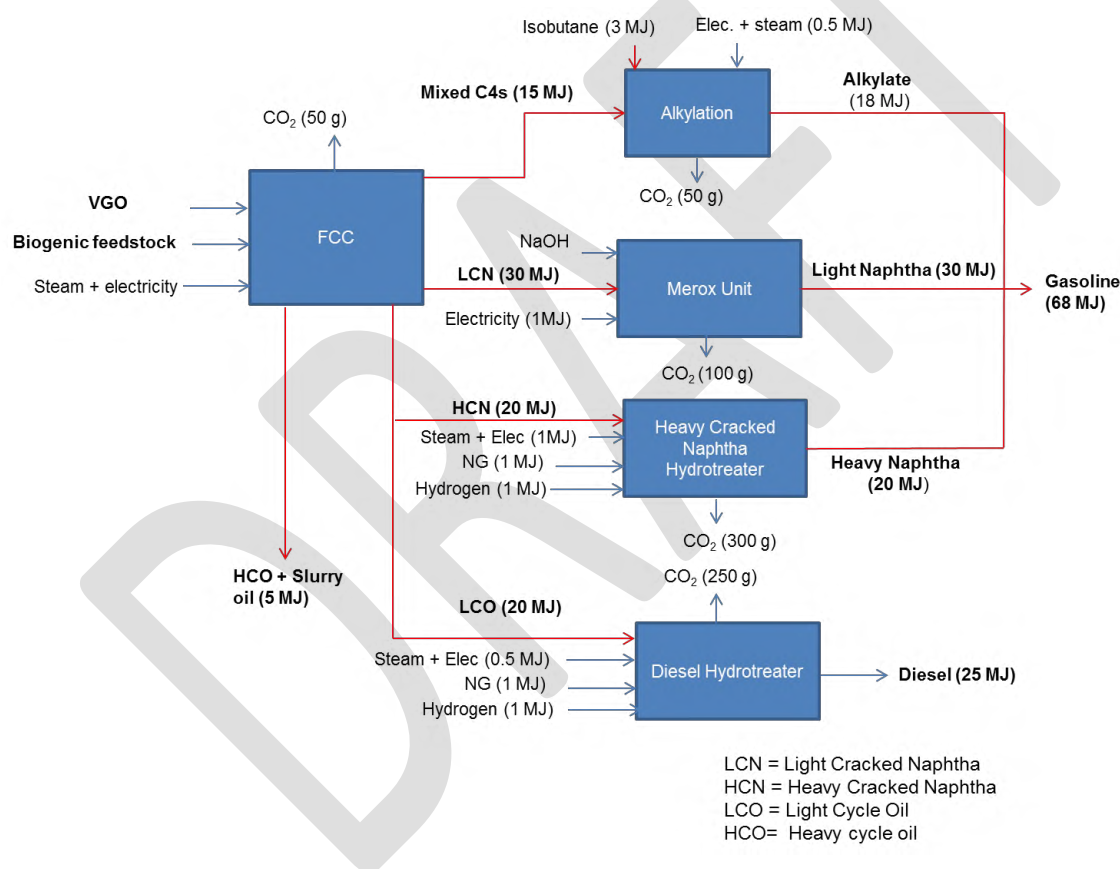 Isobutane (3 MJ)
Elec. + steam (0.5 MJ)
Mixed C4s (15 MJ)
Alkylate
(18 MJ)
CO2 (50 g)
Alkylation
CO2 (50 g)
VGO
FCC
Biogenic feedstock
Steam + electricity
NaOH
LCN (30 MJ)
Merox Unit
Light Naphtha (30 MJ)
Gasoline
(68 MJ)
Electricity (1MJ)
CO2 (100 g)
HCN (20 MJ)
Steam + Elec (1MJ)
NG (1 MJ)
Hydrogen (1 MJ)
Heavy Cracked
Naphtha
Hydrotreater
Heavy Naphtha
(20 MJ)
CO2 (300 g)
CO2 (250 g)
HCO + Slurry
oil (5 MJ)
LCO (20 MJ)
Steam + Elec (0.5 MJ)
NG (1 MJ)
Hydrogen (1 MJ)
Diesel Hydrotreater
Diesel (25 MJ)
LCN = Light Cracked Naphtha
HCN = Heavy Cracked Naphtha
LCO = Light Cycle Oil
HCO= Heavy cycle oil
DRAFT